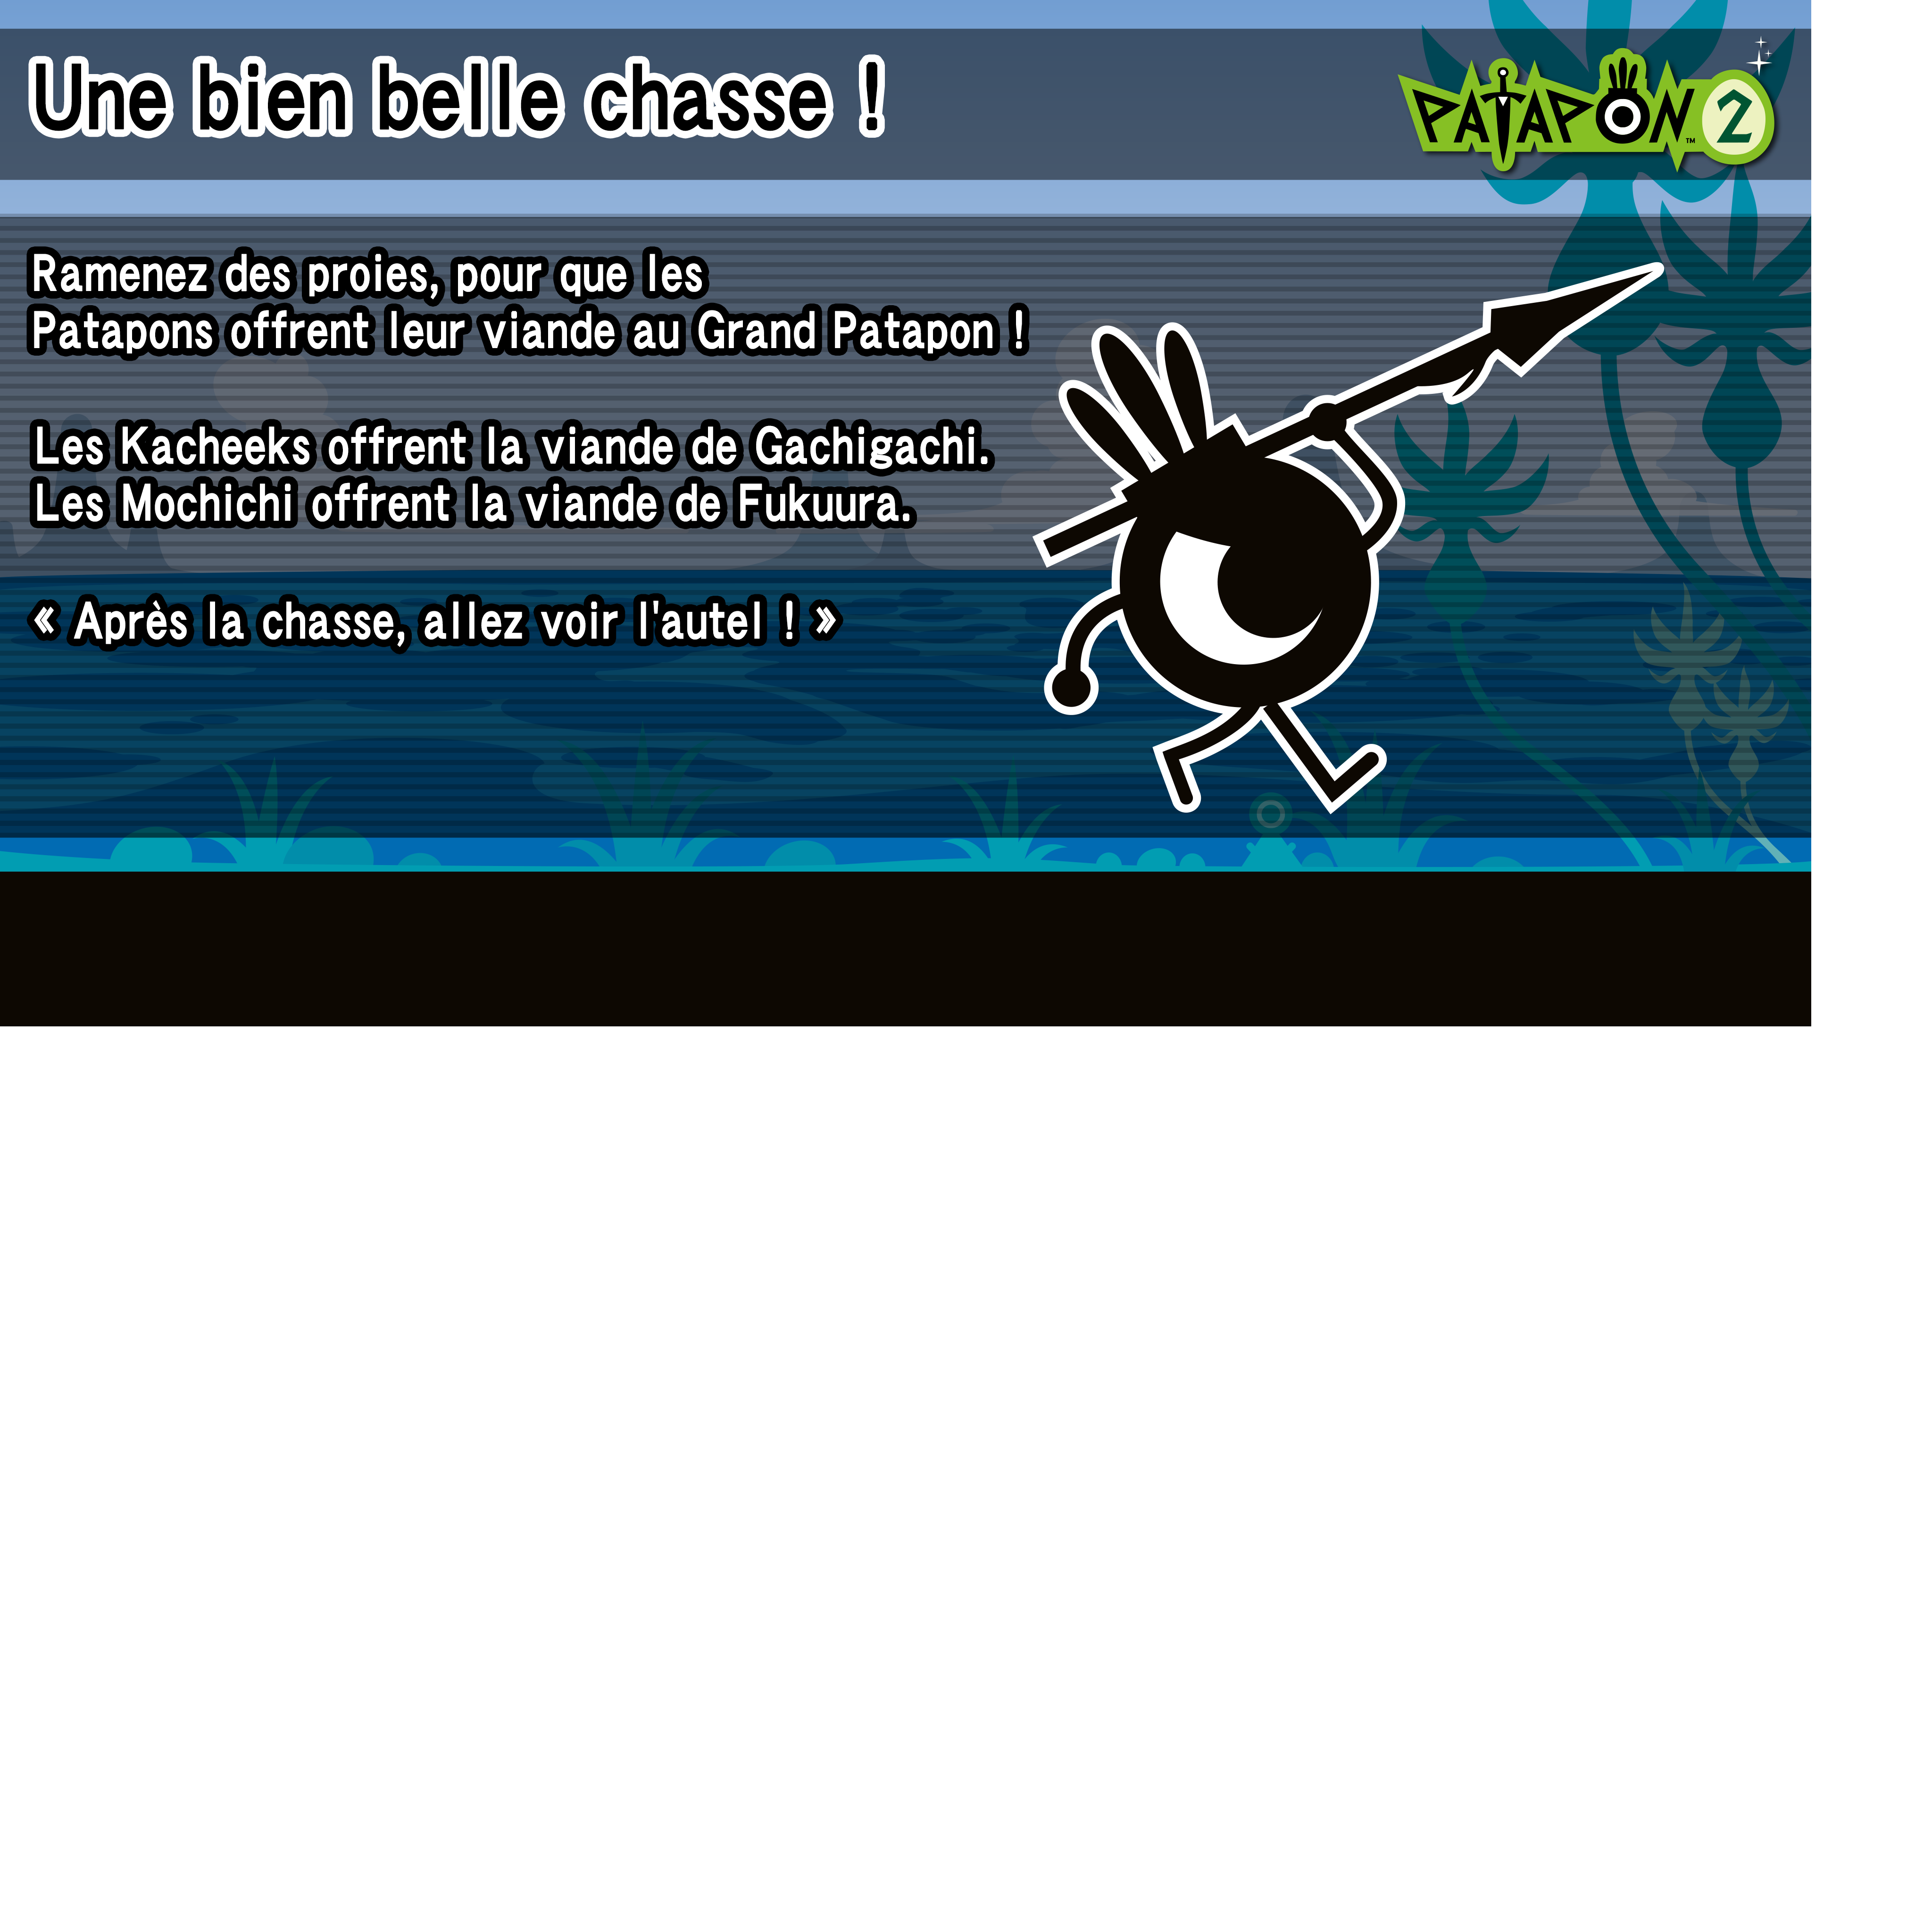 Une bien belle chasse !
PATAPON 2
TM
Ramenez des proies, pour que les
Patapons offrent leur viande au Grand Patapon !
Les Kacheeks offrent la viande de Gachigachi.
Les Mochichi offrent la viande de Fukuura.
« Après la chasse, allez voir l'autel ! »